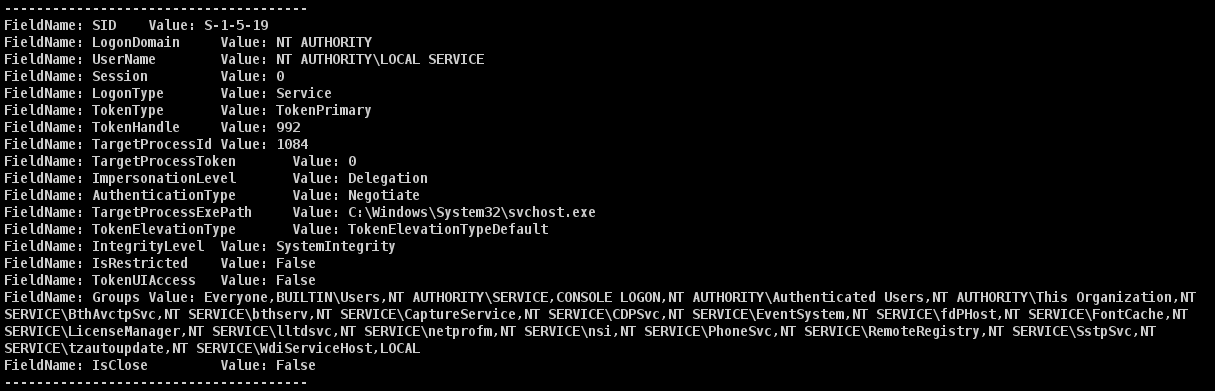 --------------------------------------
FieldName: SID    Value: S-1-5-19
FieldName: LogonDomain     Value: NT AUTHORITY
FieldName: UserName        Value: NT AUTHORITY\LOCAL SERVICE
FieldName: Session         Value: 0
FieldName: LogonType       Value: Service
FieldName: TokenType       Value: TokenPrimary
FieldName: TokenHandle     Value: 992
FieldName: TargetProcessId Value: 1084
FieldName: TargetProcessToken       Value: 0
FieldName: ImpersonationLevel       Value: Delegation
FieldName: AuthenticationType       Value: Negotiate
FieldName: TargetProcessExePath     Value: C:\Windows\System32\svchost.exe
FieldName: TokenElevationType       Value: TokenElevationTypeDefault
FieldName: IntegrityLevel  Value: SystemIntegrity
FieldName: IsRestricted    Value: False
FieldName: TokenUIAccess   Value: False
FieldName: Groups Value: Everyone,BUILTIN\Users,NT AUTHORITY\SERVICE,CONSOLE LOGON,NT AUTHORITY\Authenticated Users,NT AUTHORITY\This Organization,NT
SERVICE\BthAvctpSvc,NT SERVICE\bthserv,NT SERVICE\CaptureService,NT SERVICE\CDPSvc,NT SERVICE\EventSystem,NT SERVICE\fdPHost,NT SERVICE\FontCache,NT
SERVICE\LicenseManager,NT SERVICE\lltdsvc,NT SERVICE\netprofm,NT SERVICE\nsi,NT SERVICE\PhoneSvc,NT SERVICE\RemoteRegistry,NT SERVICE\SstpSvc,NT
SERVICE\tzautoupdate,NT SERVICE\WdiServiceHost,LOCAL
FieldName: IsClose         Value: False
--------------------------------------